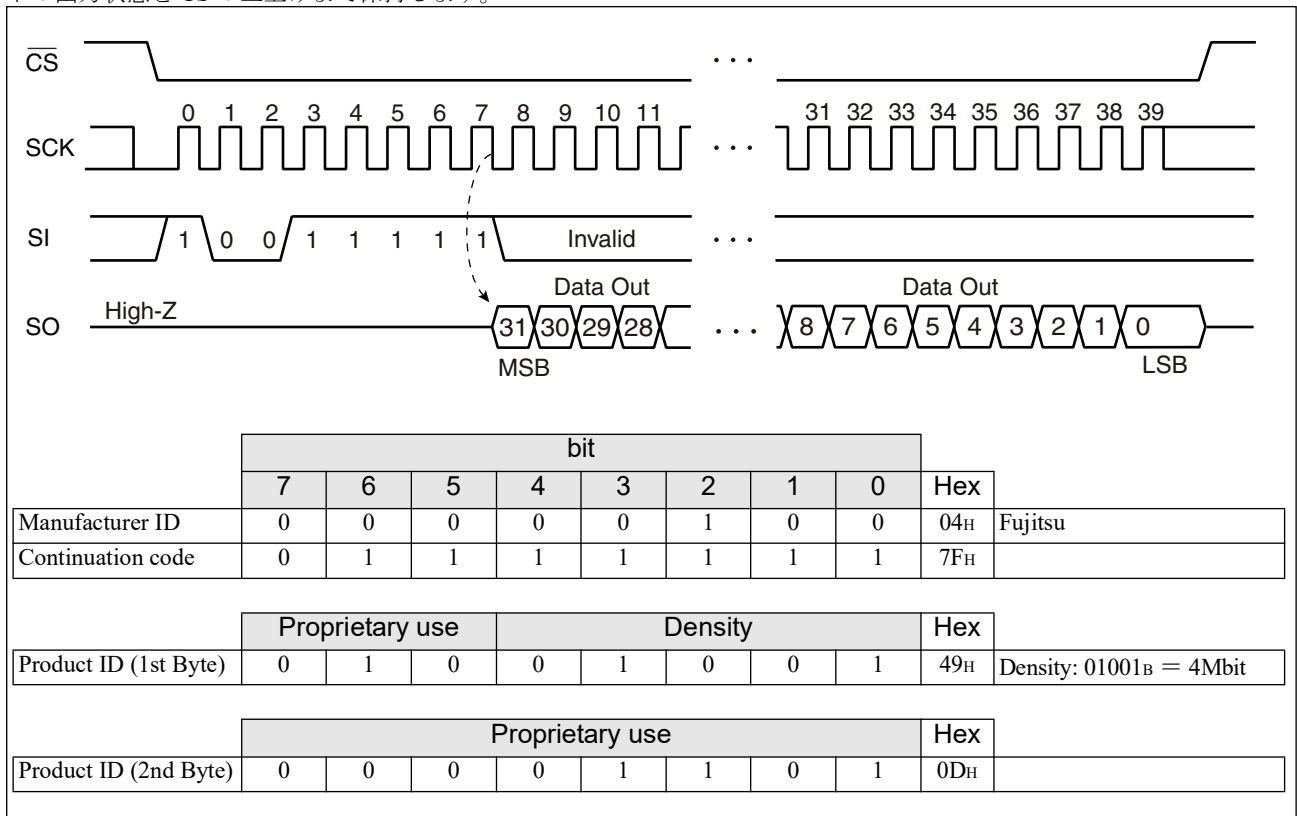 CS
SCK
0 1 2 3 4 5 6 7 8 9 10 11 31 32 33 34 35 36 37 38 39
SI
1 0 0 1 1 1 1 1 Invalid
Data Out Data Out
High-Z
SO
31 30 29 28 8 7 6 5 4 3 2 1 0
MSB LSB
bit
7 6 5 4 3 2 1 0 Hex
Manufacturer ID 0 0 0 0 0 1 0 0 04H Fujitsu
Continuation code 0 1 1 1 1 1 1 1 7FH
Proprietary use Density Hex
Product ID (1st Byte) 0 1 0 0 1 0 0 1 49H Density: 01001B = 4Mbit
Proprietary use Hex
Product ID (2nd Byte) 0 0 0 0 1 1 0 1 0DH